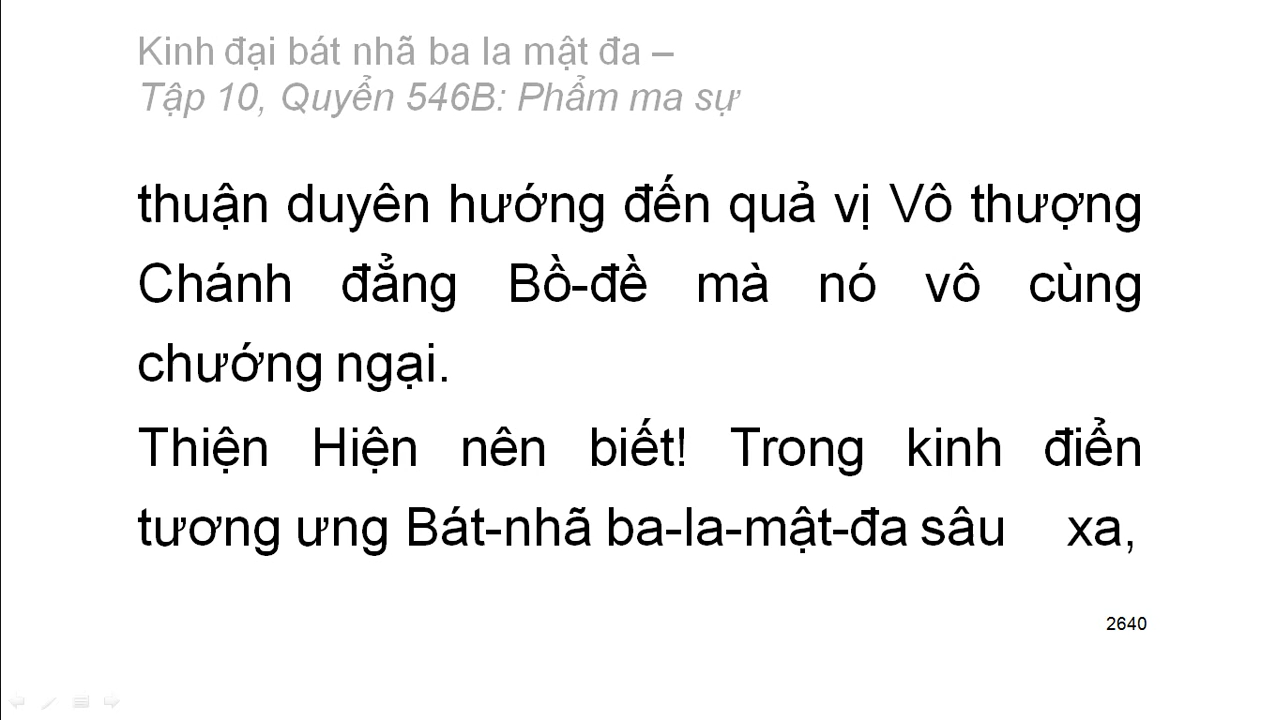 Kinh đại bát nhã ba la mật đa –
Tập 10, Quyển 546B: Phẩm ma sự
thuận duyên hướng đến quả vị Vô thượng
Chánh đẳng Bồ-đề mà nó vô cùng
chướng ngại.
Thiện Hiện nên biết! Trong kinh điển
tương ưng Bát-nhã ba-la-mật-đa sâu xa,
2640